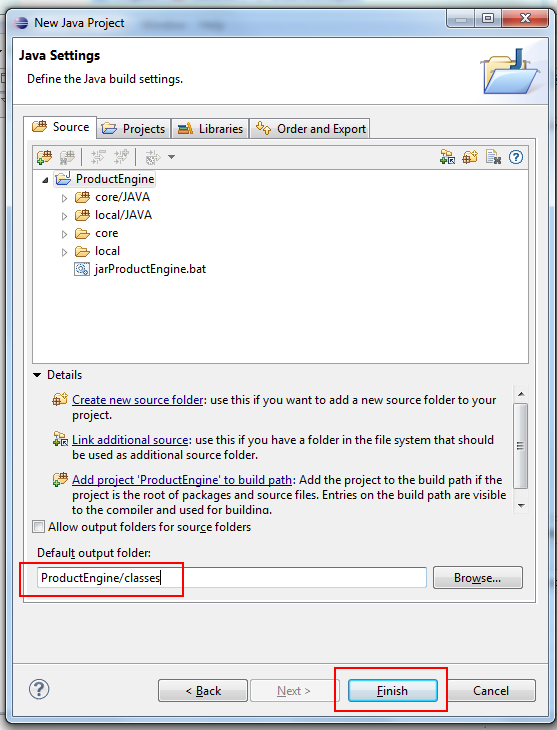 New Java Project
Window
Java Settings
Define the Java build settings.
Source
Projects
Libraries
Order and Export
ProductEngine
core/JAVA
local/JAVA
core
local
jarProductEngine.bat
Details
Create new source folder: use this if you want to add a new source folder to your
project.
Link additional source: use this if you have a folder in the file system that should
be used as additional source folder.
Add project 'ProductEngine' to build path: Add the project to the build path if the
project is the root of packages and source files. Entries on the build path are visible
to the compiler and used for building.
Allow output folders for source folders
Default output folder:
ProductEngine/classes
Browse...
< Back
Next >
Finish
Cancel